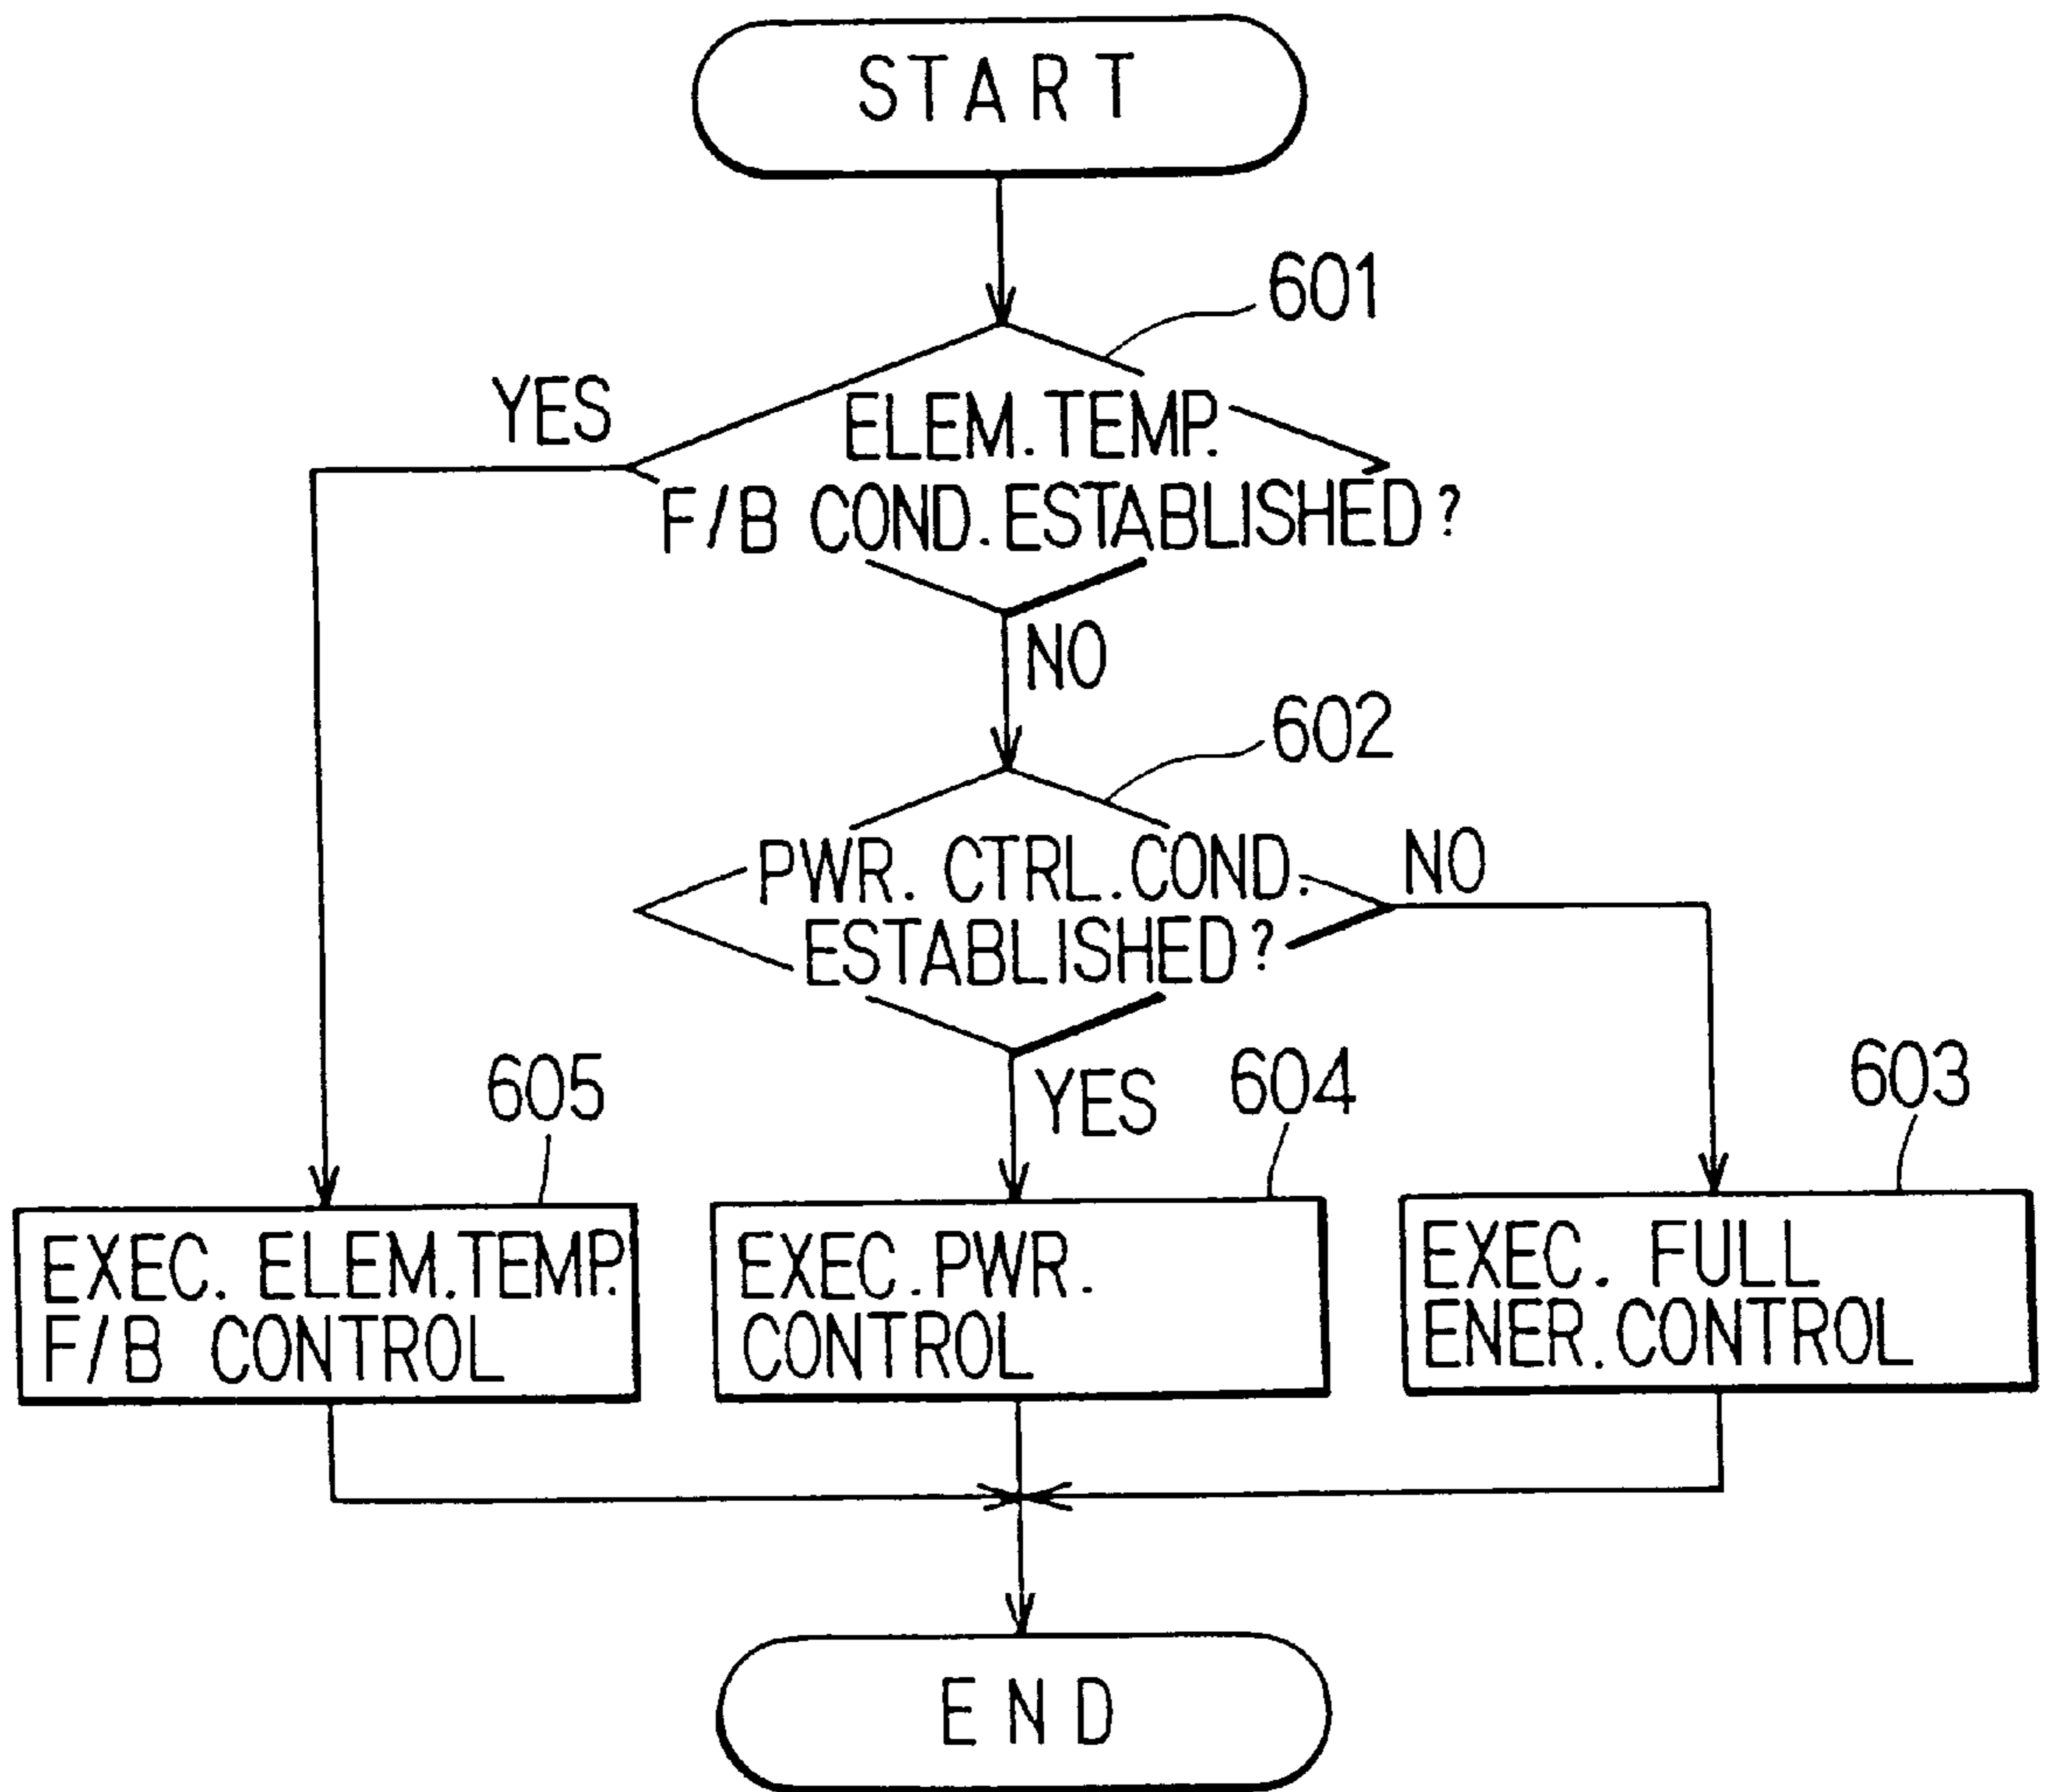 START
601
YES
ELEM.TEMP.
F/B COND.ESTABLISHED?
NO
602
PWR. CTRL.COND.
ESTABLISHED?
NO
YES
605
604
603
EXEC. ELEM.TEMP.
F/B CONTROL
EXEC.PWR.
CONTROL
EXEC. FULL
ENER.CONTROL
END